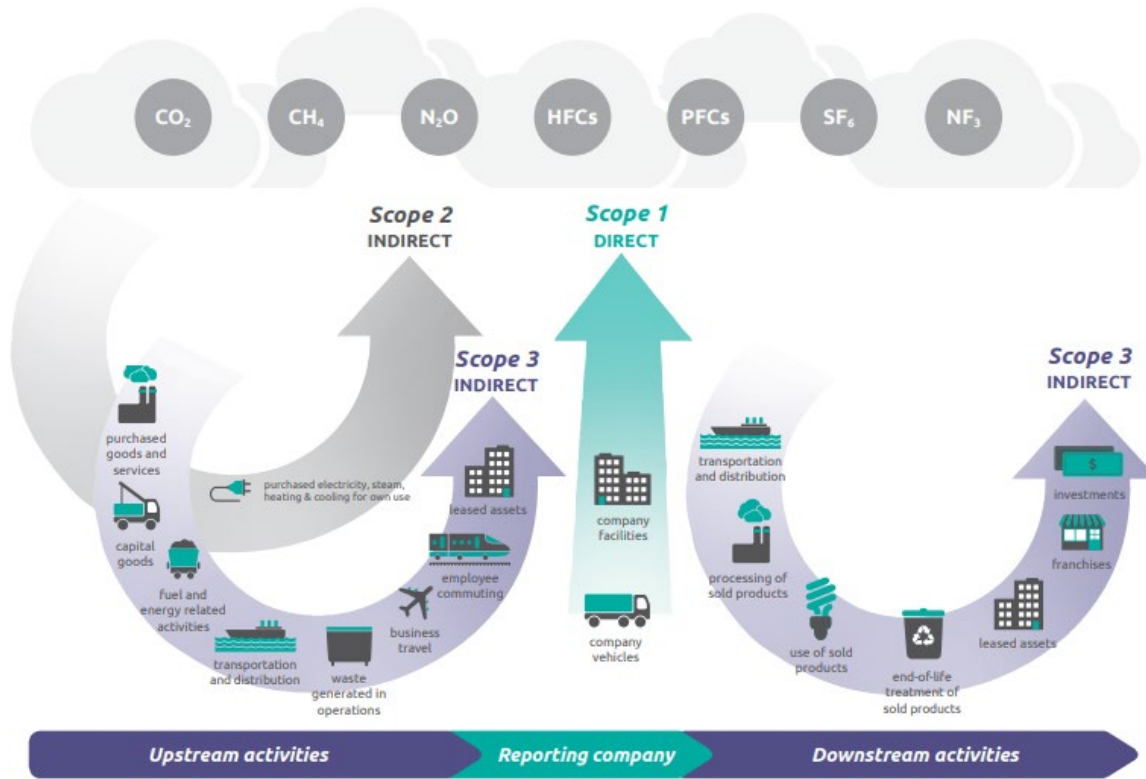 CO₂
CH₄
N₂O
HFCs
PFCs
SF₆
NF₃
Scope 2
INDIRECT
Scope 1
DIRECT
Scope 3
INDIRECT
Scope 3
INDIRECT
purchased
goods and
services
capital
goods
fuel and
energy related
activities
transportation
and distribution
waste
generated in
operations
business
travel
employee
commuting
leased assets
purchased electricity, steam,
heating & cooling for own use
company
facilities
company
vehicles
transportation
and distribution
processing of
sold products
use of sold
products
end-of-life
treatment of
sold products
leased assets
franchises
$
investments
Upstream activities
Reporting company
Downstream activities